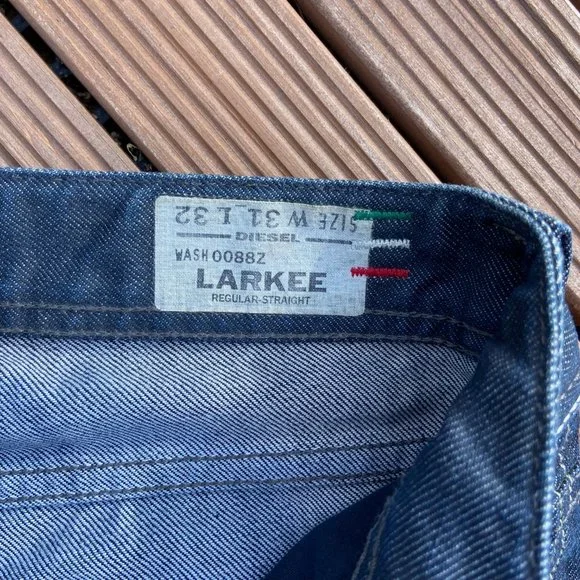 SIZE W 31 L 32
DIESEL
WASH 0088Z
LARKEE
REGULAR-STRAIGHT